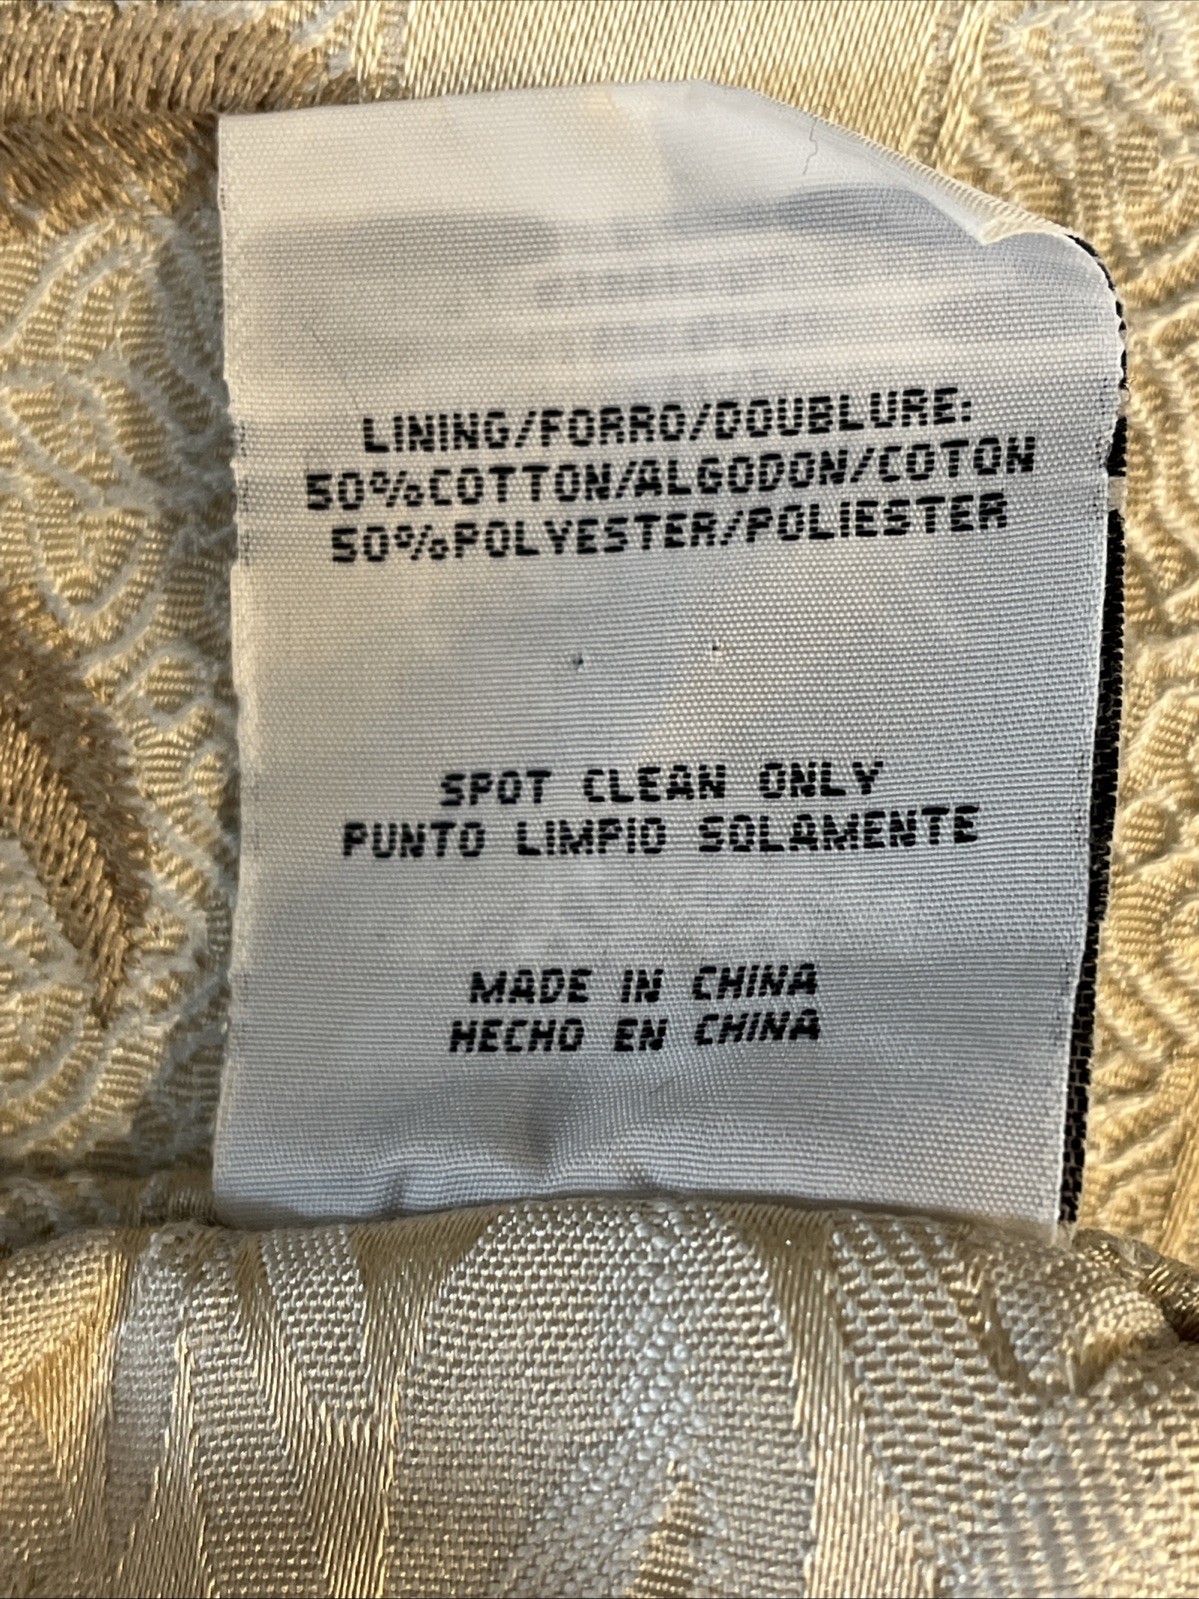 LINING/FORRO/DOUBLURE:
50%COTTON/ALGODON/COTON
50%POLYESTER/POLIESTER
SPOT CLEAN ONLY
PUNTO LIMPIO SOLAMENTE
MADE IN CHINA
HECHO EN CHINA